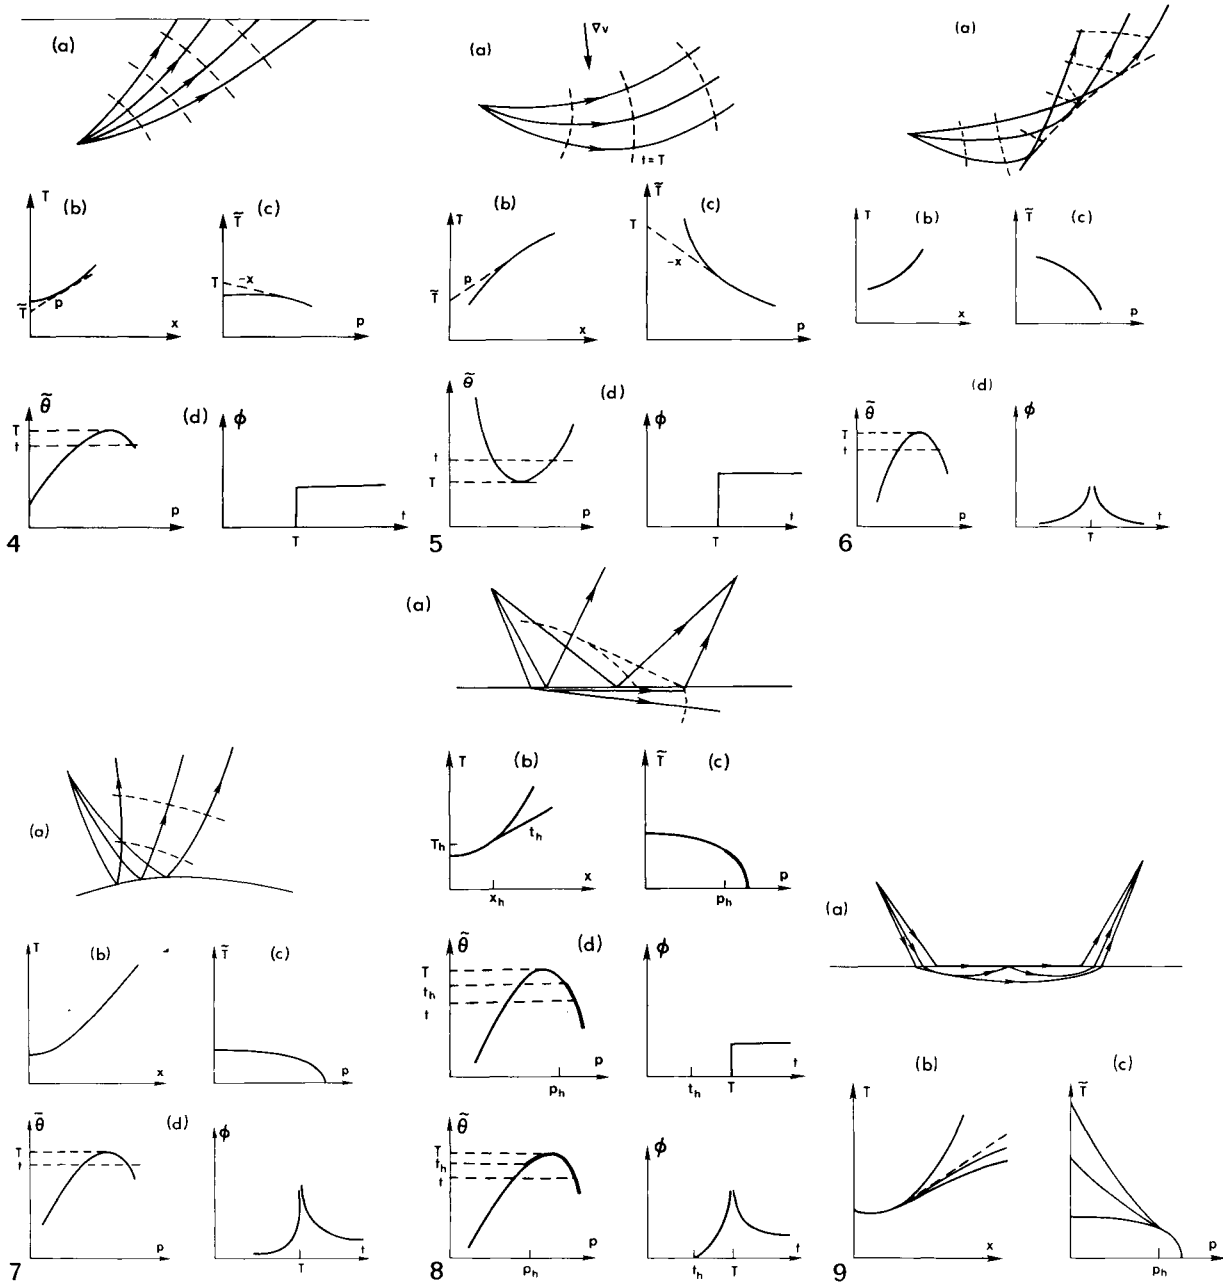 (a)
(b)
T
T̃
p
x
(c)
T̃
T
-x
p
(d)
θ̃
T
t
p
ϕ
T
t
4
(a)
∇v
t = T
(b)
T
T̃
p
x
(c)
T̃
T
-x
p
(d)
θ̃
t
T
p
ϕ
T
t
5
(a)
(b)
T
x
(c)
T̃
p
(d)
θ̃
T
t
p
ϕ
T
t
6
(a)
(b)
T
x
(c)
T̃
p
(d)
θ̃
T
t
p
ϕ
T
t
7
(a)
(b)
T
T_h
t_h
x_h
x
(c)
T̃
p_h
p
(d)
θ̃
T
t_h
t
p_h
p
ϕ
t_h
T
t
θ̃
T
t_h
t
p_h
p
ϕ
t_h
T
t
8
(a)
(b)
T
x
(c)
T̃
p_h
p
9